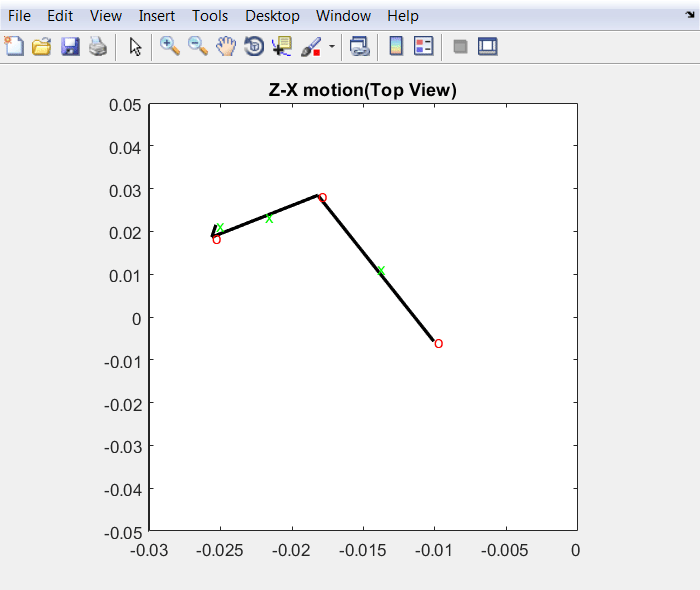 File Edit View Insert Tools Desktop Window Help
Z-X motion(Top View)
0.05
0.04
0.03
0.02
0.01
0
-0.01
-0.02
-0.03
-0.04
-0.05
o
x
x
o
x
o
-0.03 -0.025 -0.02 -0.015 -0.01 -0.005 0